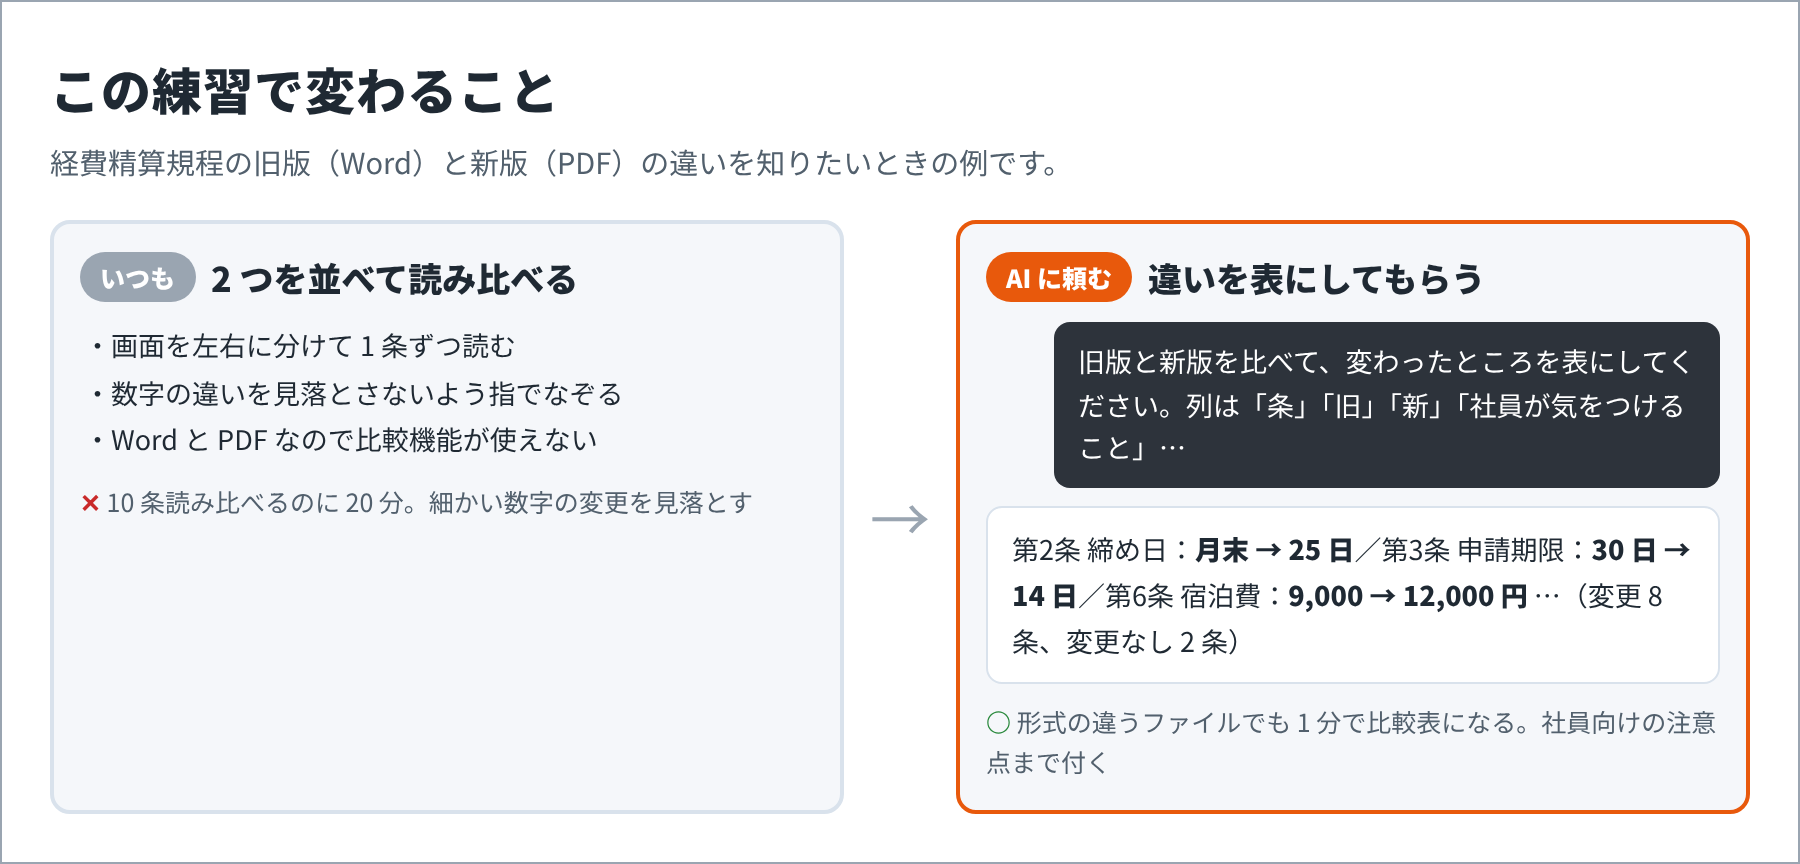 この練習で変わること
経費精算規程の旧版（Word）と新版（PDF）の違いを知りたいときの例です。
いつも 2 つを並べて読み比べる
・画面を左右に分けて 1 条ずつ読む
・数字の違いを見落とさないよう指でなぞる
・Word と PDF なので比較機能が使えない
× 10 条読み比べるのに 20 分。細かい数字の変更を見落とす
→
AI に頼む 違いを表にしてもらう
旧版と新版を比べて、変わったところを表にしてく
ださい。列は「条」「旧」「新」「社員が気をつける
こと」…
第2条 締め日：月末 → 25 日／第3条 申請期限：30 日 →
14 日／第6条 宿泊費：9,000 → 12,000 円 …（変更 8
条、変更なし 2 条）
○ 形式の違うファイルでも 1 分で比較表になる。社員向けの注意
点まで付く